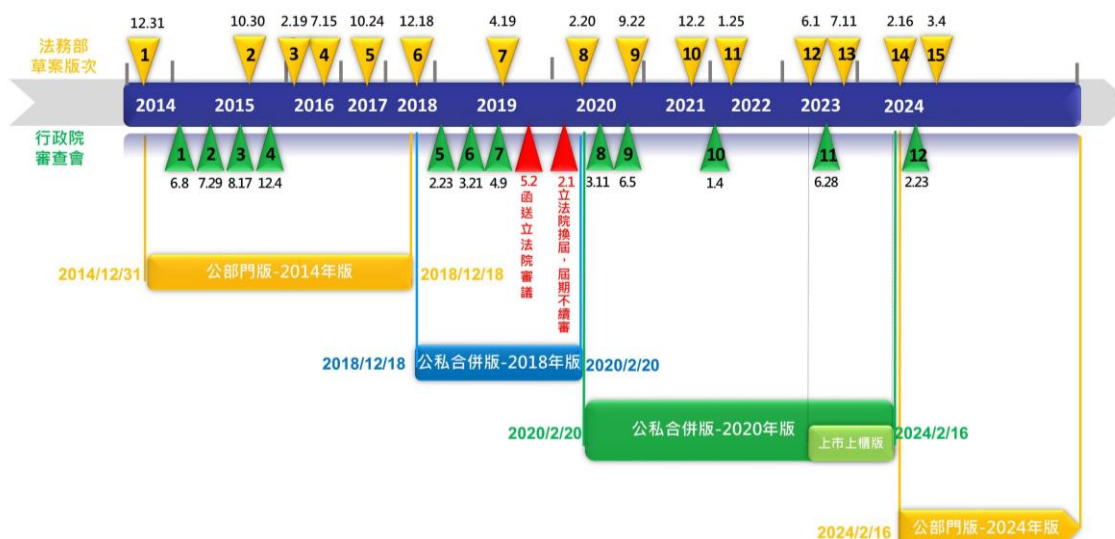 12.31 10.30 2.19 7.15 10.24 12.18 4.19 2.20 9.22 12.2 1.25 6.1 7.11 2.16 3.4
法務部
草案版次
1 2 3 4 5 6 7 8 9 10 11 12 13 14 15
2014 2015 2016 2017 2018 2019 2020 2021 2022 2023 2024
行政院
審查會
1 2 3 4 5 6 7 8 9 10 11 12
6.8 7.29 8.17 12.4 2.23 3.21 4.9 5.2 2.1 3.11 6.5 1.4 6.28 2.23
函送立法院審議
立法院換屆，屆期不續審
2014/12/31 公部門版-2014年版 2018/12/18
2018/12/18 公私合併版-2018年版 2020/2/20
2020/2/20 公私合併版-2020年版 2024/2/16
上市上櫃版
2024/2/16 公部門版-2024年版